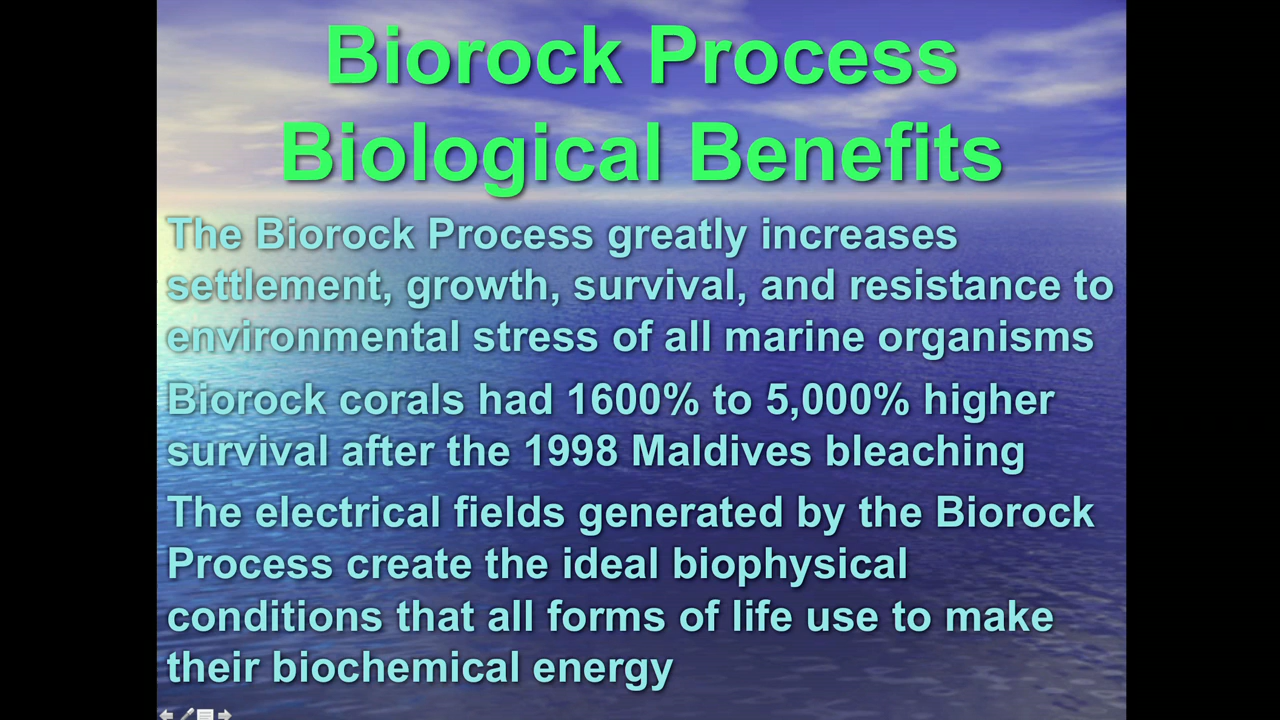 Biorock Process
Biological Benefits
The Biorock Process greatly increases
settlement, growth, survival, and resistance to
environmental stress of all marine organisms
Biorock corals had 1600% to 5,000% higher
survival after the 1998 Maldives bleaching
The electrical fields generated by the Biorock
Process create the ideal biophysical
conditions that all forms of life use to make
their biochemical energy